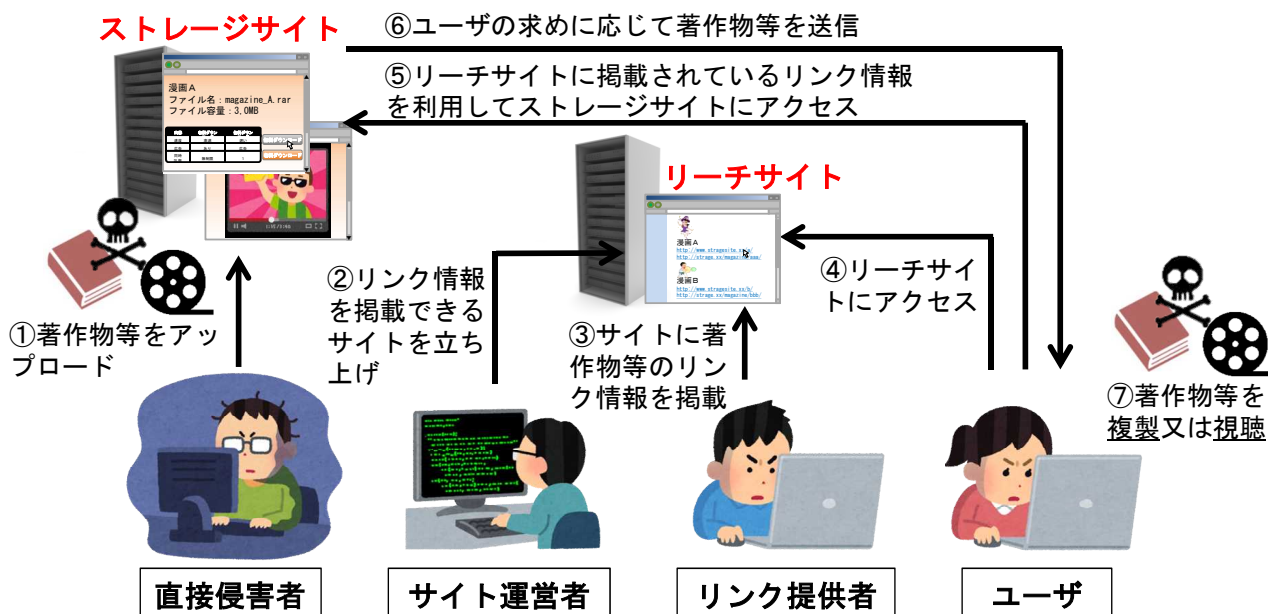 ストレージサイト
⑥ユーザの求めに応じて著作物等を送信
⑤リーチサイトに掲載されているリンク情報
を利用してストレージサイトにアクセス
漫画A
ファイル名：magazine_A.rar
ファイル容量：3.0MB
リーチサイト
漫画A
漫画B
http://www.stragesite.xx/b/
http://strage.xx/magazine/bbb/
①著作物等をアッ
プロード
②リンク情報
を掲載できる
サイトを立ち
上げ
③サイトに著
作物等のリン
ク情報を掲載
④リーチサイ
トにアクセス
⑦著作物等を
複製又は視聴
直接侵害者
サイト運営者
リンク提供者
ユーザ